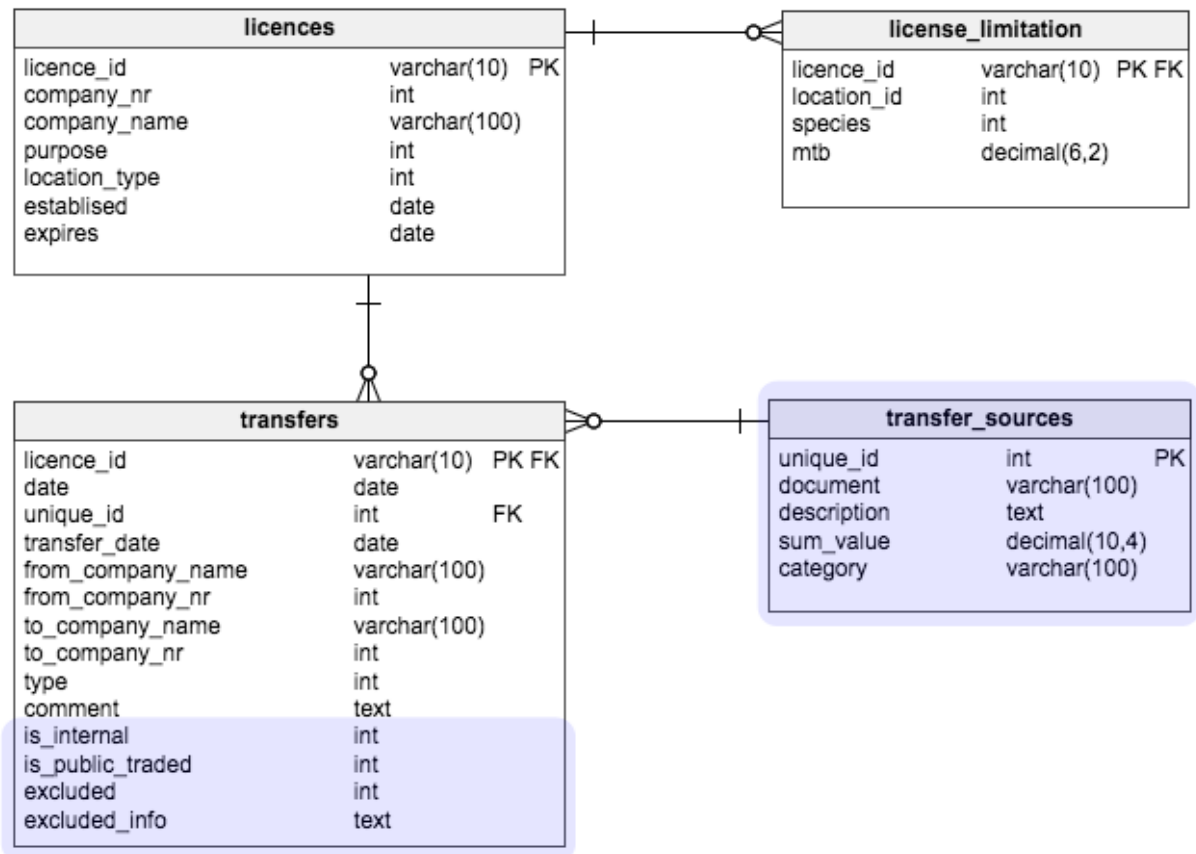 licences
licence_id varchar(10) PK
company_nr int
company_name varchar(100)
purpose int
location_type int
establised date
expires date
license_limitation
licence_id varchar(10) PK FK
location_id int
species int
mtb decimal(6,2)
transfers
licence_id varchar(10) PK FK
date date
unique_id int FK
transfer_date date
from_company_name varchar(100)
from_company_nr int
to_company_name varchar(100)
to_company_nr int
type int
comment text
is_internal int
is_public_traded int
excluded int
excluded_info text
transfer_sources
unique_id int PK
document varchar(100)
description text
sum_value decimal(10,4)
category varchar(100)